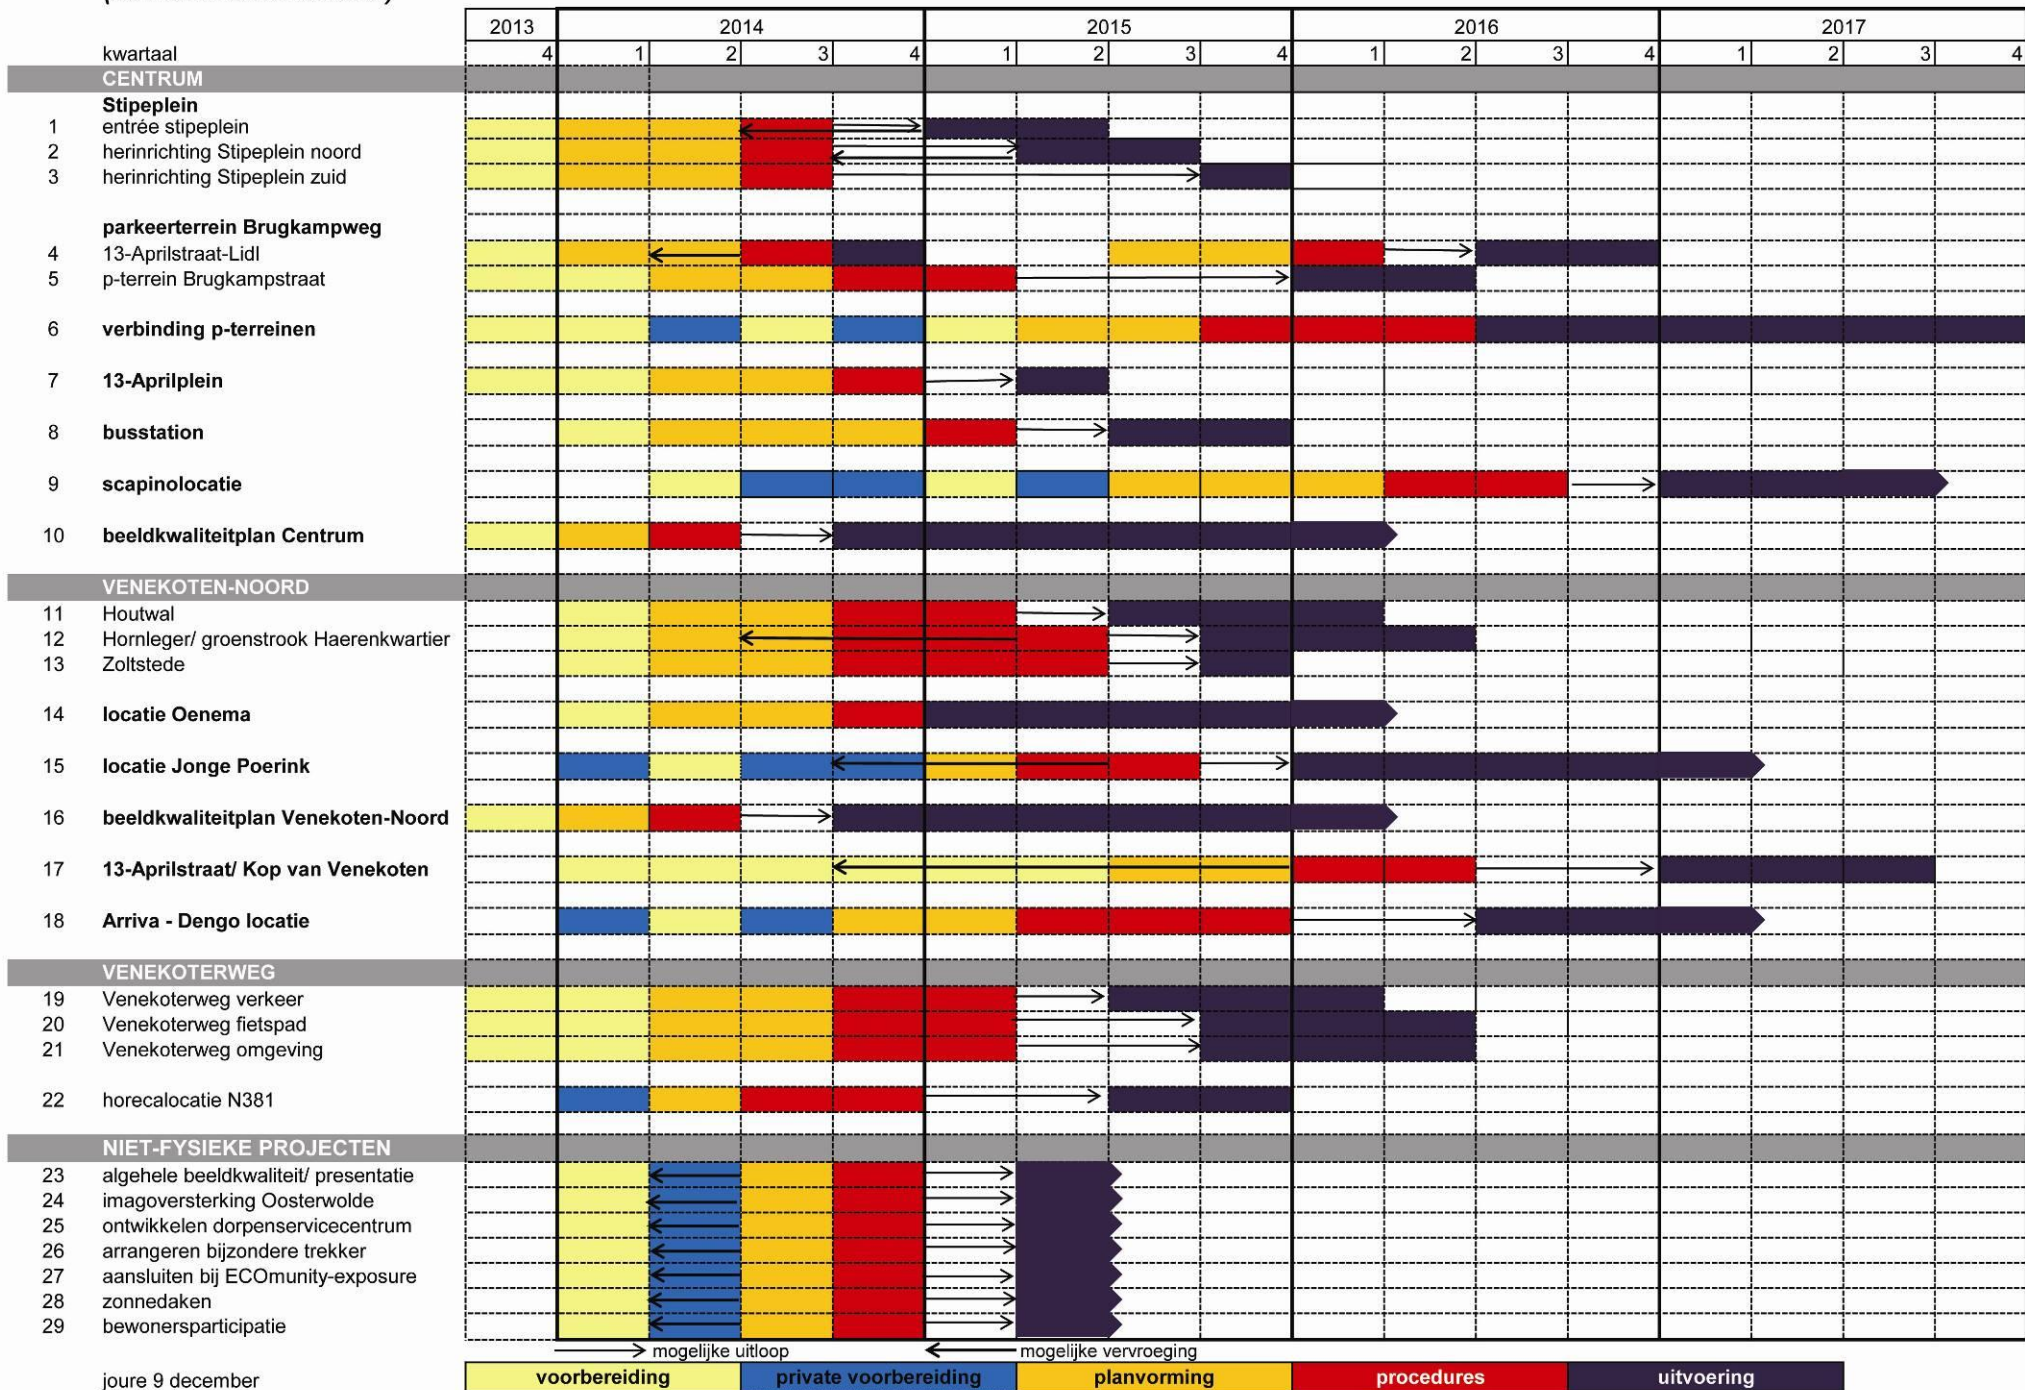 2013 2014 2015 2016 2017
kwartaal 4 1 2 3 4 1 2 3 4 1 2 3 4 1 2 3 4
CENTRUM
Stipeplein
1 entrée stipeplein
2 herinrichting Stipeplein noord
3 herinrichting Stipeplein zuid
parkeerterrein Brugkampweg
4 13-Aprilstraat-Lidl
5 p-terrein Brugkampstraat
6 verbinding p-terreinen
7 13-Aprilplein
8 busstation
9 scapinolocatie
10 beeldkwaliteitplan Centrum
VENEKOTEN-NOORD
11 Houtwal
12 Hornleger/ groenstrook Haerenkwartier
13 Zoltstede
14 locatie Oenema
15 locatie Jonge Poerink
16 beeldkwaliteitplan Venekoten-Noord
17 13-Aprilstraat/ Kop van Venekoten
18 Arriva - Dengo locatie
VENEKOTERWEG
19 Venekoterweg verkeer
20 Venekoterweg fietspad
21 Venekoterweg omgeving
22 horecalocatie N381
NIET-FYSIEKE PROJECTEN
23 algehele beeldkwaliteit/ presentatie
24 imagoversterking Oosterwolde
25 ontwikkelen dorpenservicecentrum
26 arrangeren bijzondere trekker
27 aansluiten bij ECOmunity-exposure
28 zonnedaken
29 bewonersparticipatie
mogelijke uitloop mogelijke vervroeging
joure 9 december voorbereiding private voorbereiding planvorming procedures uitvoering